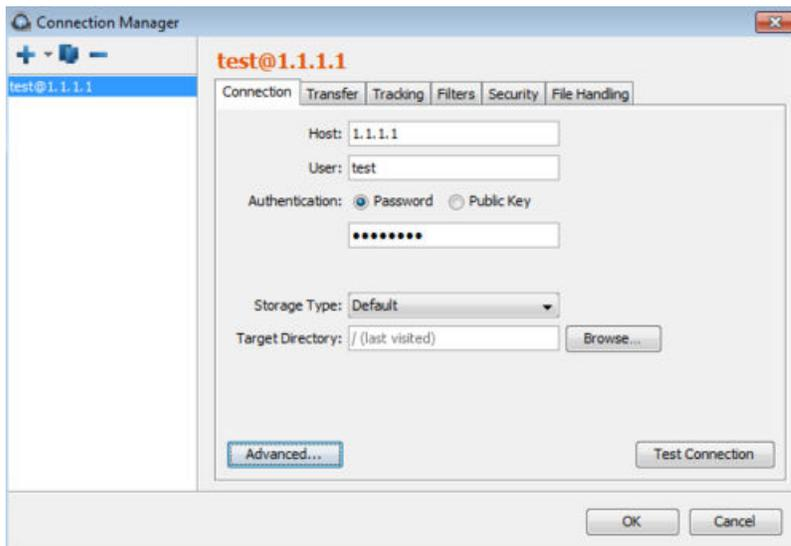 Connection Manager
test@1.1.1.1
test@1.1.1.1
Connection Transfer Tracking Filters Security File Handling
Host: 1.1.1.1
User: test
Authentication: Password Public Key
••••••••
Storage Type: Default
Target Directory: / (last visited) Browse...
Advanced... Test Connection
OK Cancel